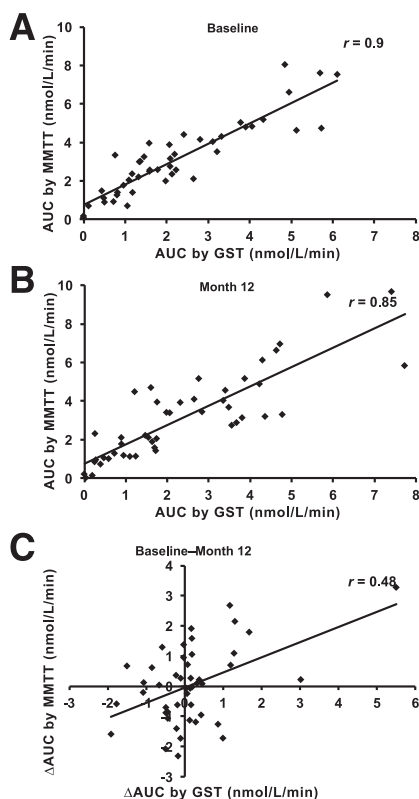 A
Baseline
r = 0.9
10
8
6
4
2
0
AUC by MMTT (nmol/L/min)
0 1 2 3 4 5 6 7 8
AUC by GST (nmol/L/min)
B
Month 12
r = 0.85
10
8
6
4
2
0
AUC by MMTT (nmol/L/min)
0 1 2 3 4 5 6 7 8
AUC by GST (nmol/L/min)
C
Baseline–Month 12
r = 0.48
4
3
2
1
0
-1
-2
-3
ΔAUC by MMTT (nmol/L/min)
-3 -2 -1 0 1 2 3 4 5 6
ΔAUC by GST (nmol/L/min)